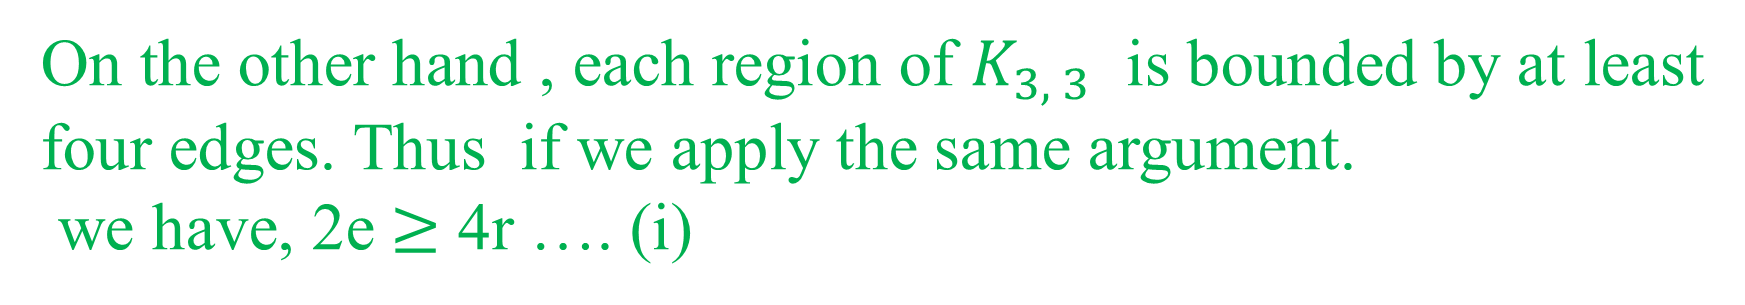 On the other hand , each region of K₃, ₃ is bounded by at least
four edges. Thus if we apply the same argument.
we have, 2e ≥ 4r .... (i)